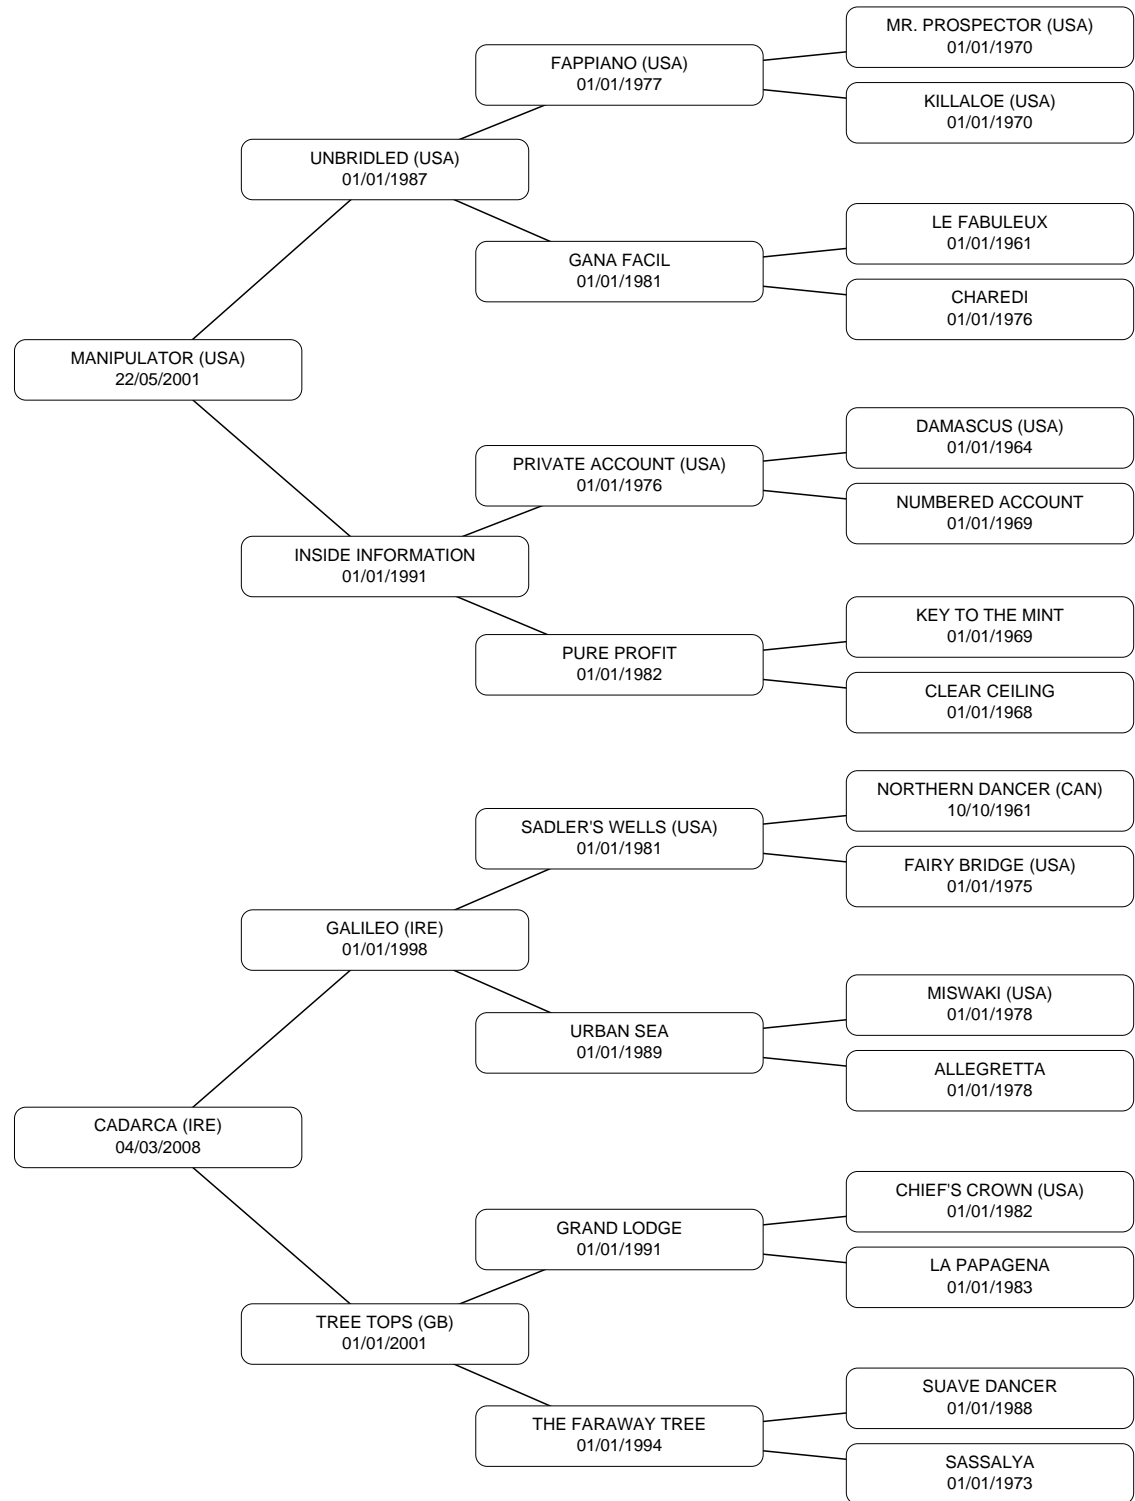 MR. PROSPECTOR (USA)
01/01/1970
FAPPIANO (USA)
01/01/1977
KILLALOE (USA)
01/01/1970
UNBRIDLED (USA)
01/01/1987
LE FABULEUX
01/01/1961
GANA FACIL
01/01/1981
CHAREDI
01/01/1976
MANIPULATOR (USA)
22/05/2001
DAMASCUS (USA)
01/01/1964
PRIVATE ACCOUNT (USA)
01/01/1976
NUMBERED ACCOUNT
01/01/1969
INSIDE INFORMATION
01/01/1991
KEY TO THE MINT
01/01/1969
PURE PROFIT
01/01/1982
CLEAR CEILING
01/01/1968
NORTHERN DANCER (CAN)
10/10/1961
SADLER'S WELLS (USA)
01/01/1981
FAIRY BRIDGE (USA)
01/01/1975
GALILEO (IRE)
01/01/1998
MISWAKI (USA)
01/01/1978
URBAN SEA
01/01/1989
ALLEGRETTA
01/01/1978
CADARCA (IRE)
04/03/2008
CHIEF'S CROWN (USA)
01/01/1982
GRAND LODGE
01/01/1991
LA PAPAGENA
01/01/1983
TREE TOPS (GB)
01/01/2001
SUAVE DANCER
01/01/1988
THE FARAWAY TREE
01/01/1994
SASSALYA
01/01/1973